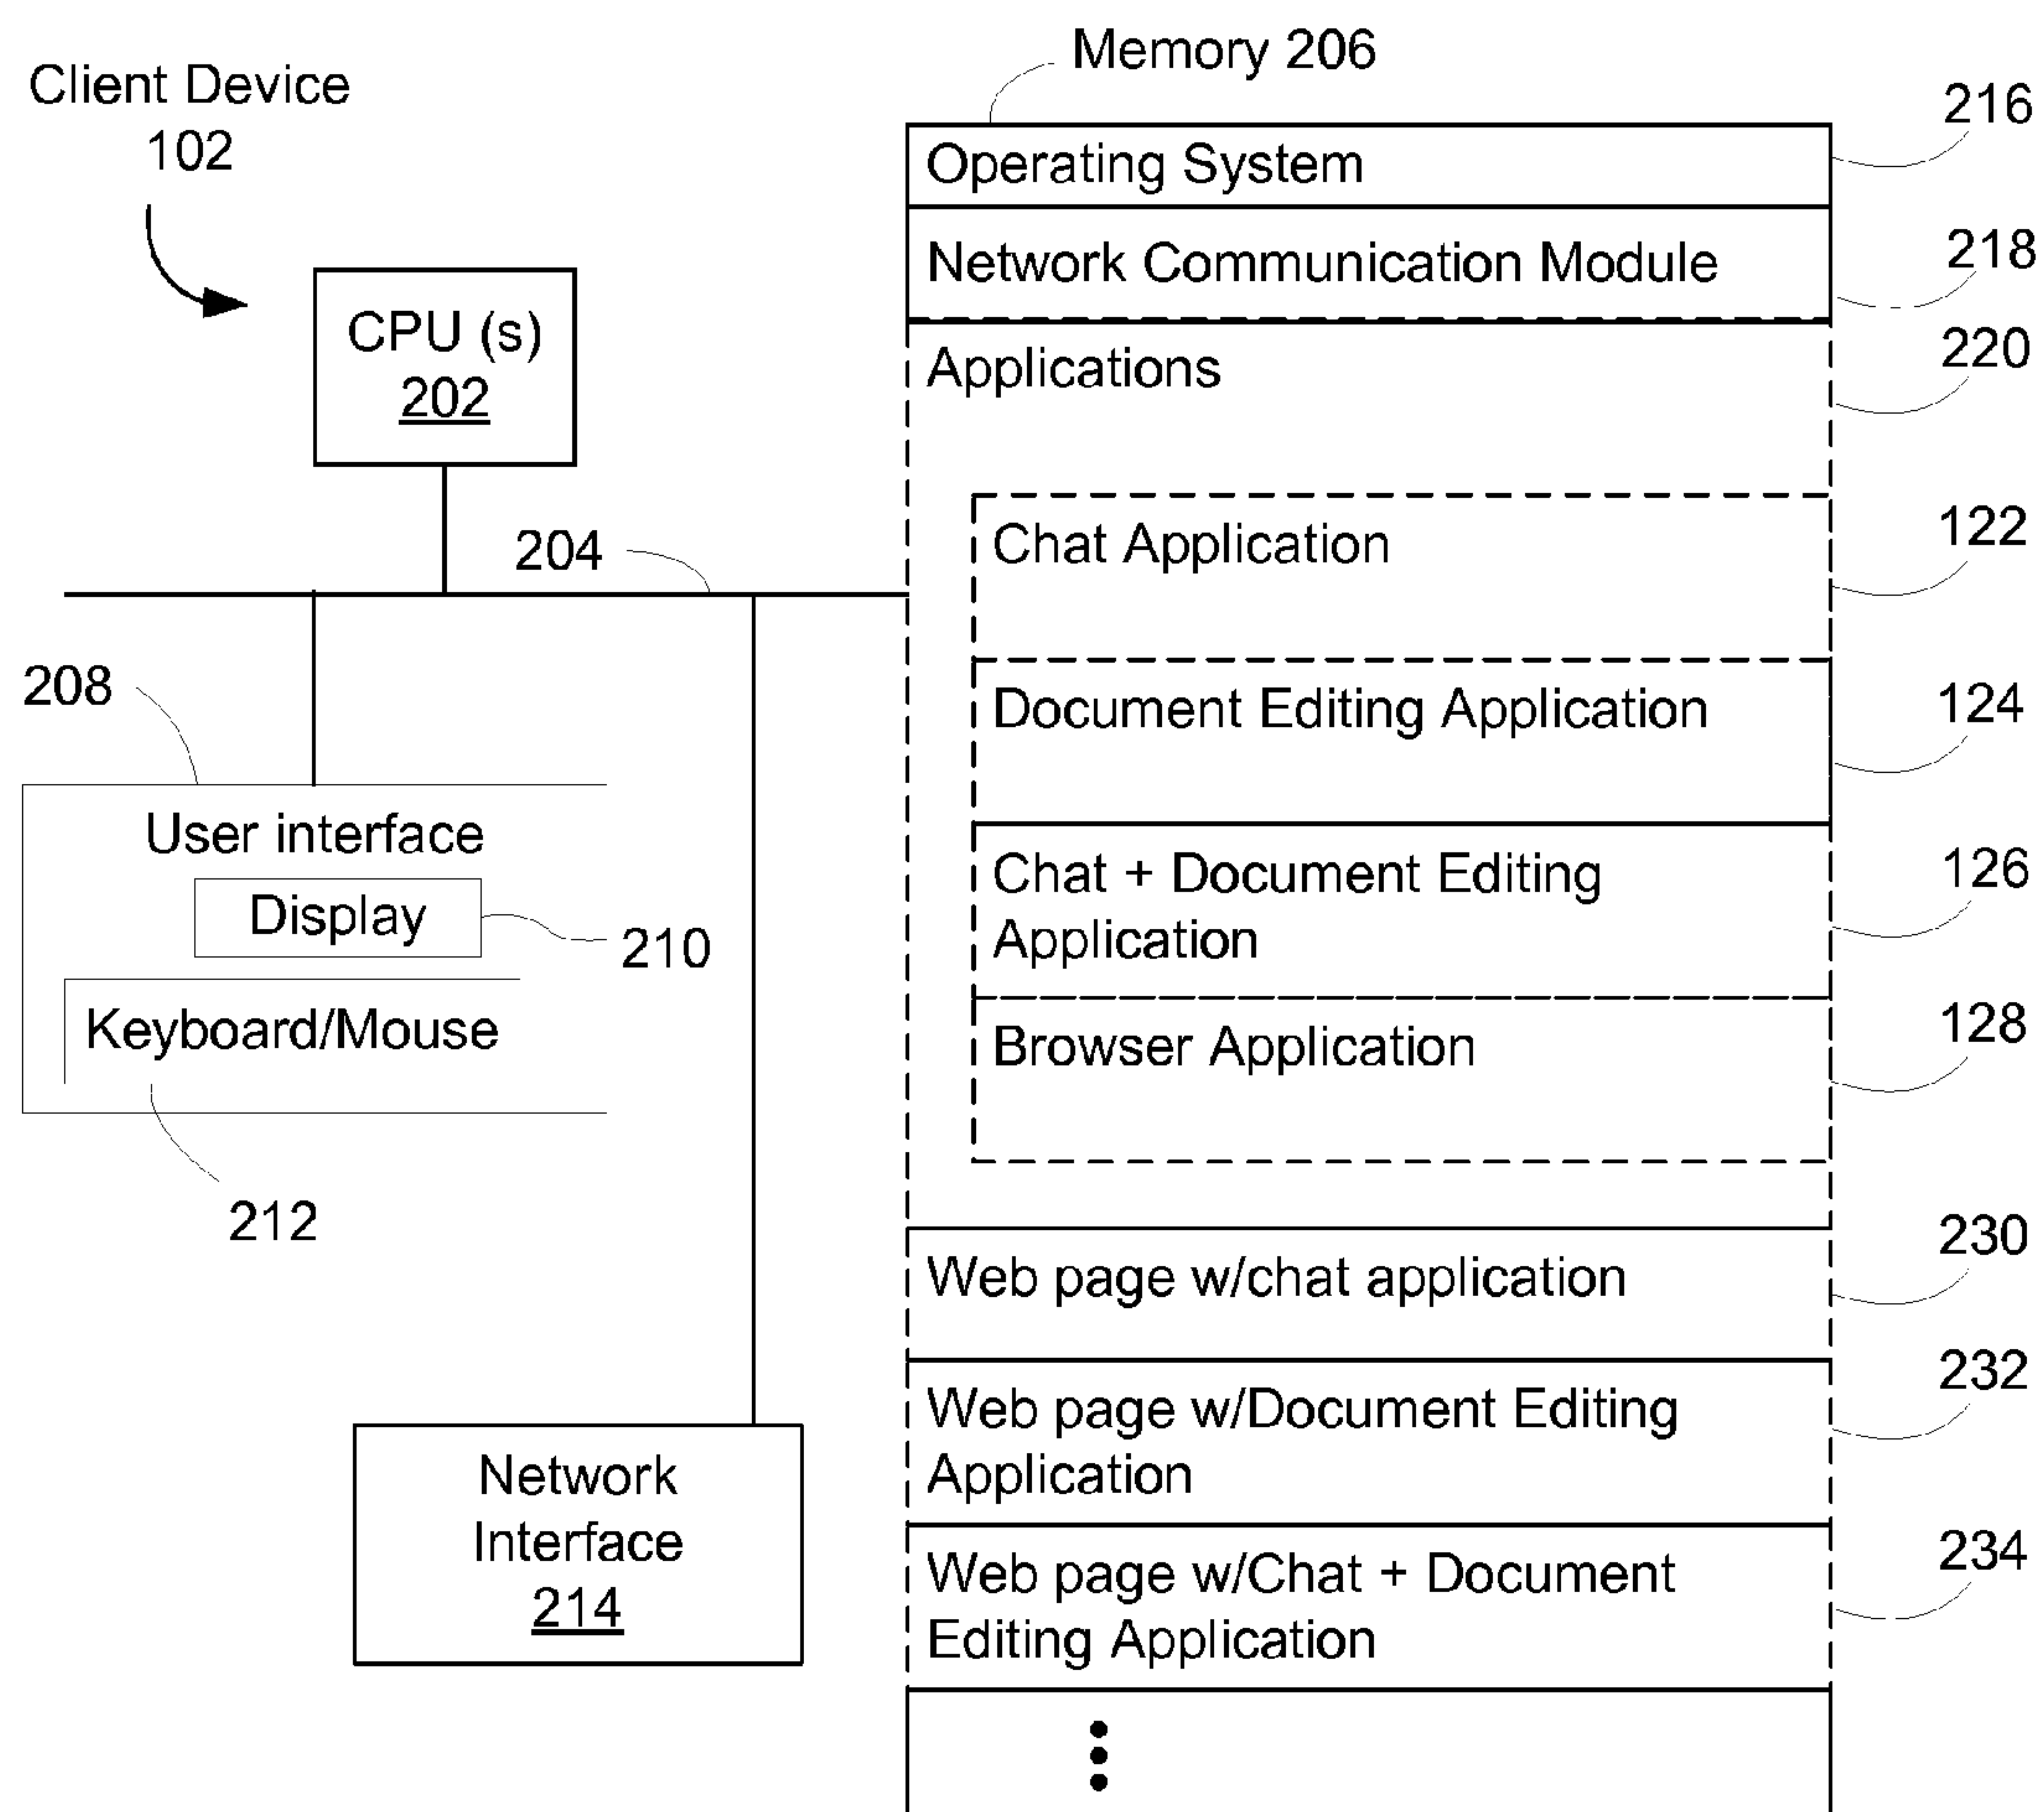 Client Device
102
Memory 206
216
Operating System
218
Network Communication Module
220
Applications
CPU (s)
202
204
122
Chat Application
124
Document Editing Application
126
Chat + Document Editing
Application
128
Browser Application
208
User interface
Display
210
Keyboard/Mouse
212
230
Web page w/chat application
232
Web page w/Document Editing
Application
234
Web page w/Chat + Document
Editing Application
Network
Interface
214